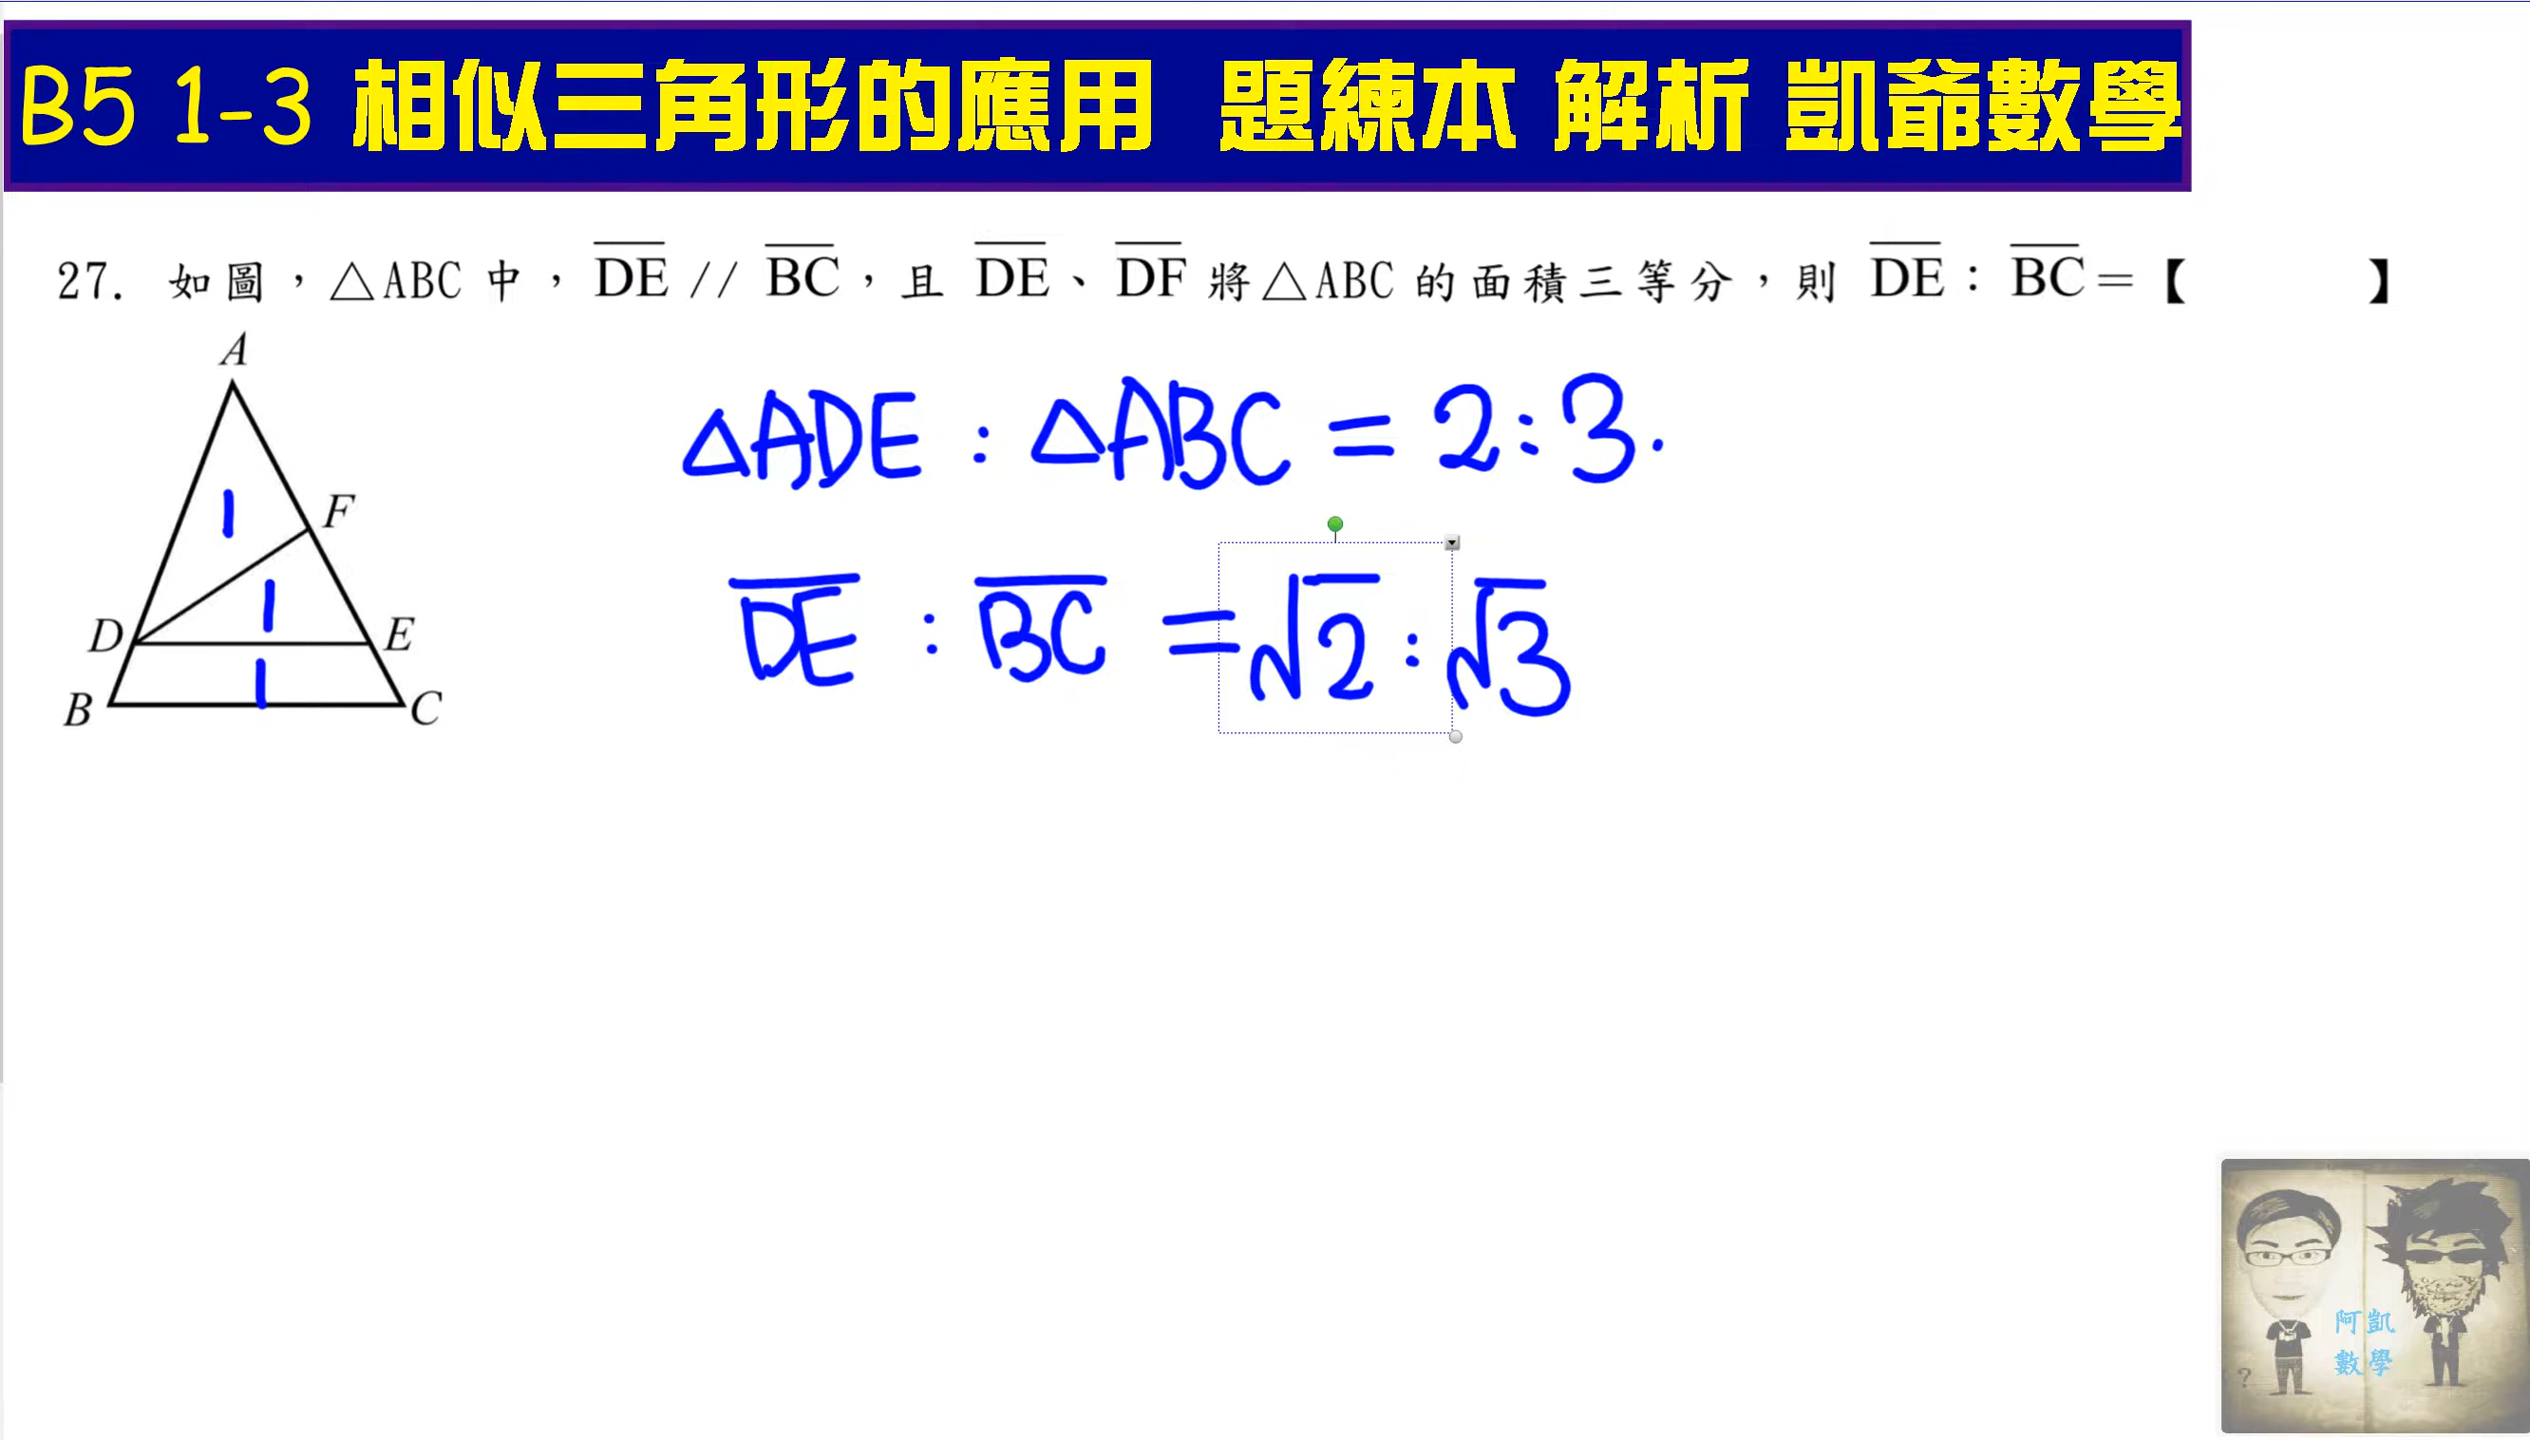 B5 1-3 相似三角形的應用 題練本 解析 凱爺數學
27. 如圖，△ABC 中，DE // BC，且 DE、DF 將△ABC 的面積三等分，則 DE：BC＝【 】
A
F
D
E
B
C
1
1
1
△ADE : △ABC = 2:3.
DE : BC = √2 : √3
阿凱
數學
?